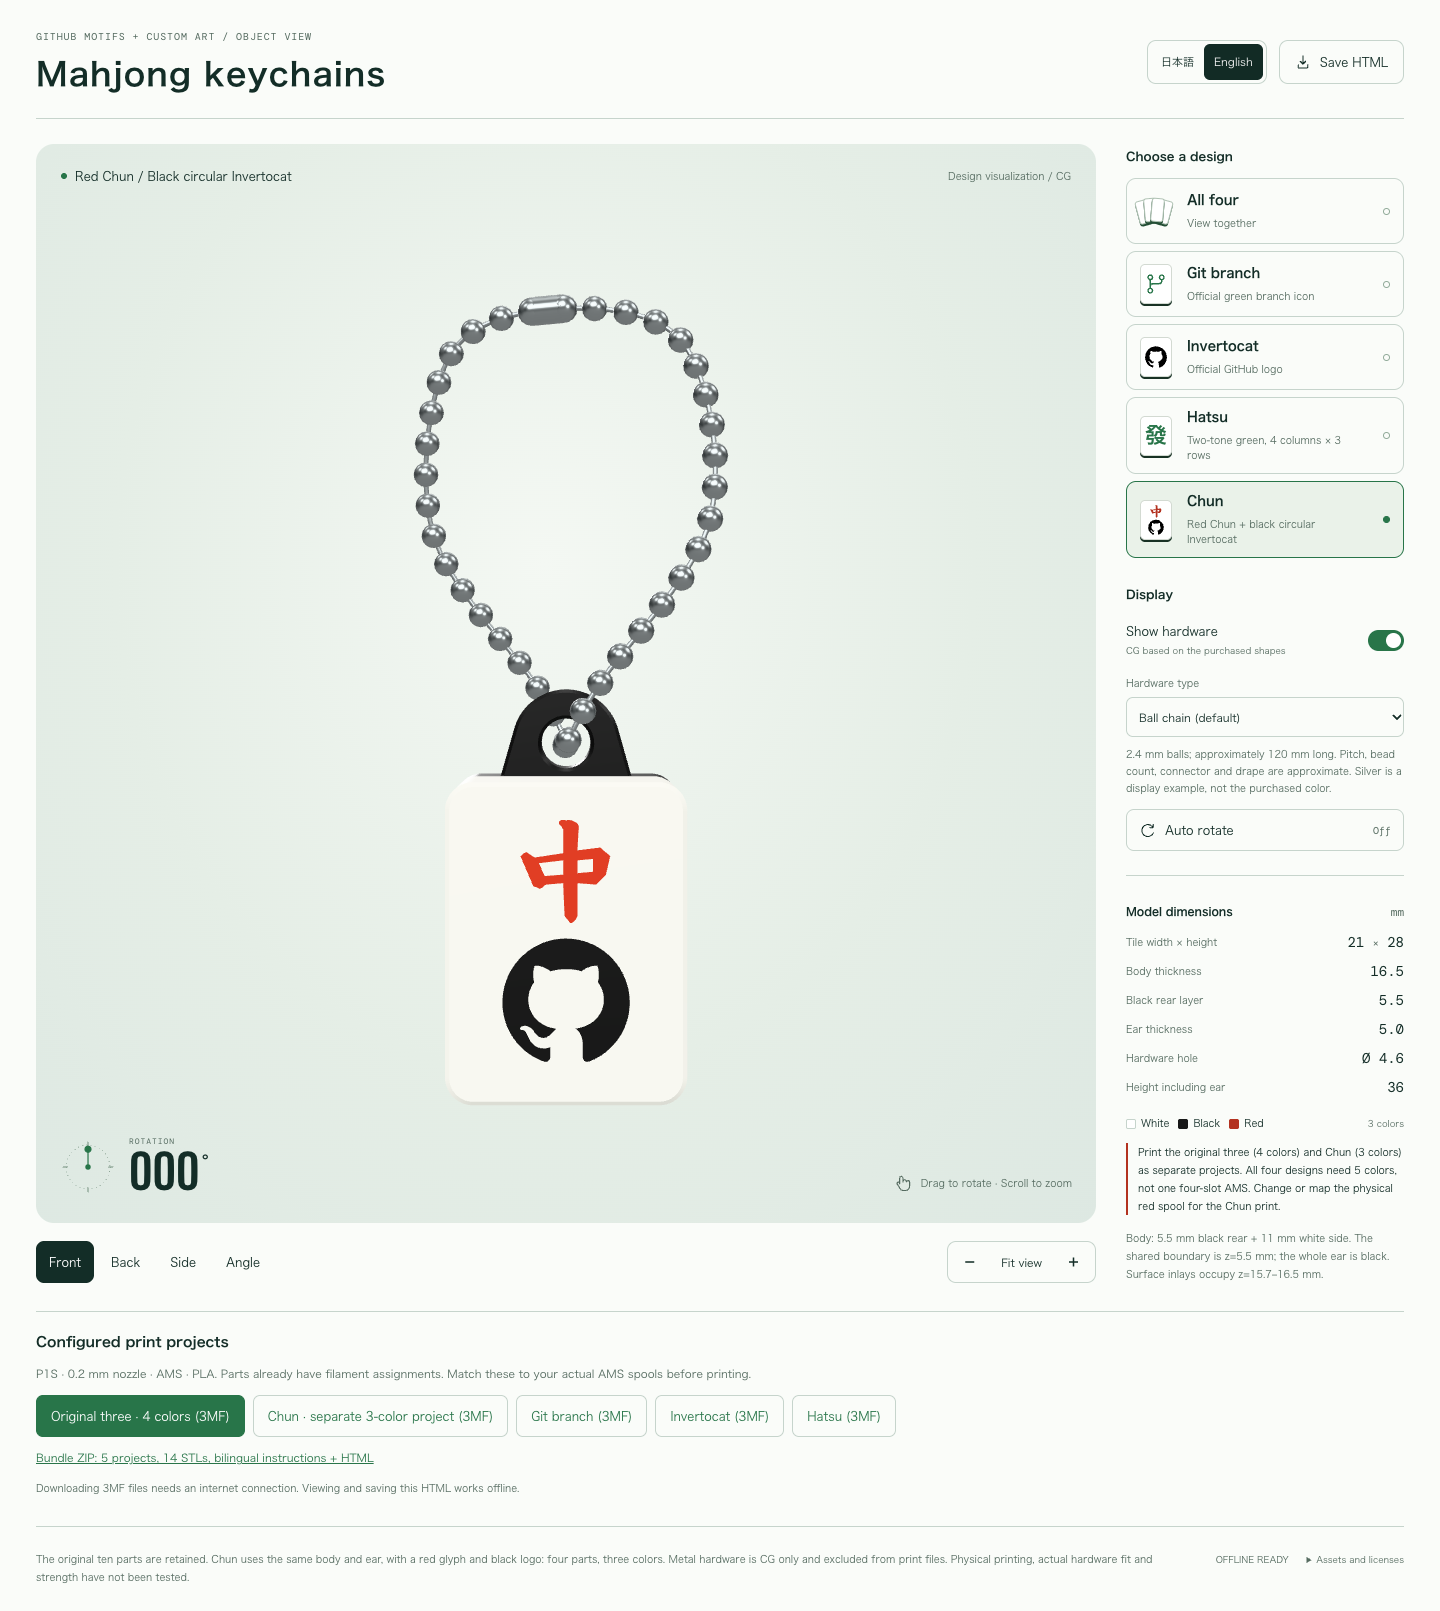 GITHUB MOTIFS + CUSTOM ART / OBJECT VIEW
Mahjong keychains
日本語
English
Save HTML
Red Chun / Black circular Invertocat
Design visualization / CG
中
ROTATION
000°
Drag to rotate · Scroll to zoom
Front
Back
Side
Angle
−
Fit view
+
Choose a design
All four
View together
Git branch
Official green branch icon
Invertocat
Official GitHub logo
發
Hatsu
Two-tone green, 4 columns × 3
rows
中
Chun
Red Chun + black circular
Invertocat
Display
Show hardware
CG based on the purchased shapes
Hardware type
Ball chain (default)
2.4 mm balls; approximately 120 mm long. Pitch, bead
count, connector and drape are approximate. Silver is a
display example, not the purchased color.
Auto rotate
Off
Model dimensions
mm
Tile width × height
21 × 28
Body thickness
16.5
Black rear layer
5.5
Ear thickness
5.0
Hardware hole
Ø 4.6
Height including ear
36
White
Black
Red
3 colors
Print the original three (4 colors) and Chun (3 colors)
as separate projects. All four designs need 5 colors,
not one four-slot AMS. Change or map the physical
red spool for the Chun print.
Body: 5.5 mm black rear + 11 mm white side. The
shared boundary is z=5.5 mm; the whole ear is black.
Surface inlays occupy z=15.7–16.5 mm.
Configured print projects
P1S · 0.2 mm nozzle · AMS · PLA. Parts already have filament assignments. Match these to your actual AMS spools before printing.
Original three · 4 colors (3MF)
Chun · separate 3-color project (3MF)
Git branch (3MF)
Invertocat (3MF)
Hatsu (3MF)
Bundle ZIP: 5 projects, 14 STLs, bilingual instructions + HTML
Downloading 3MF files needs an internet connection. Viewing and saving this HTML works offline.
The original ten parts are retained. Chun uses the same body and ear, with a red glyph and black logo: four parts, three colors. Metal hardware is CG only and excluded from print files. Physical printing, actual hardware fit and
strength have not been tested.
OFFLINE READY
Assets and licenses